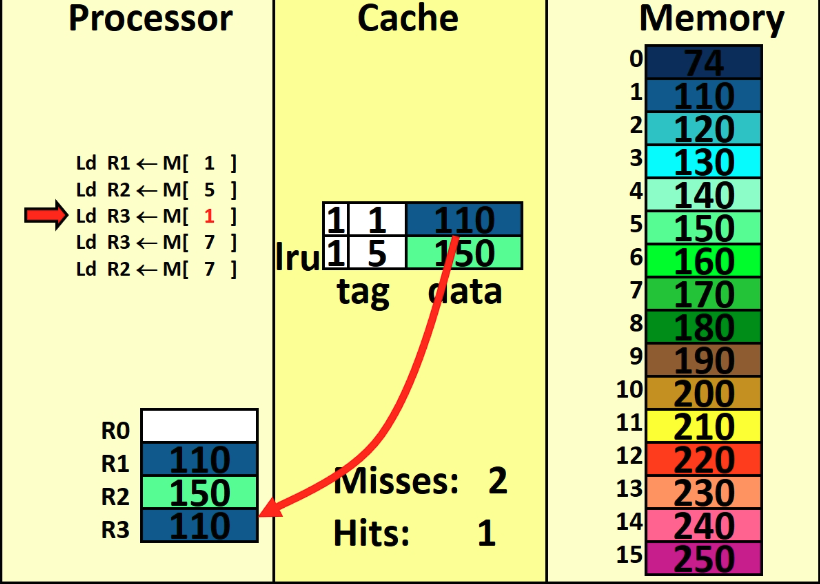 Processor
Cache
Memory
Ld R1 ← M[ 1 ]
Ld R2 ← M[ 5 ]
Ld R3 ← M[ 1 ]
Ld R3 ← M[ 7 ]
Ld R2 ← M[ 7 ]
R0
R1 110
R2 150
R3 110
1 1 110
lru 1 5 150
tag data
Misses: 2
Hits: 1
0 74
1 110
2 120
3 130
4 140
5 150
6 160
7 170
8 180
9 190
10 200
11 210
12 220
13 230
14 240
15 250